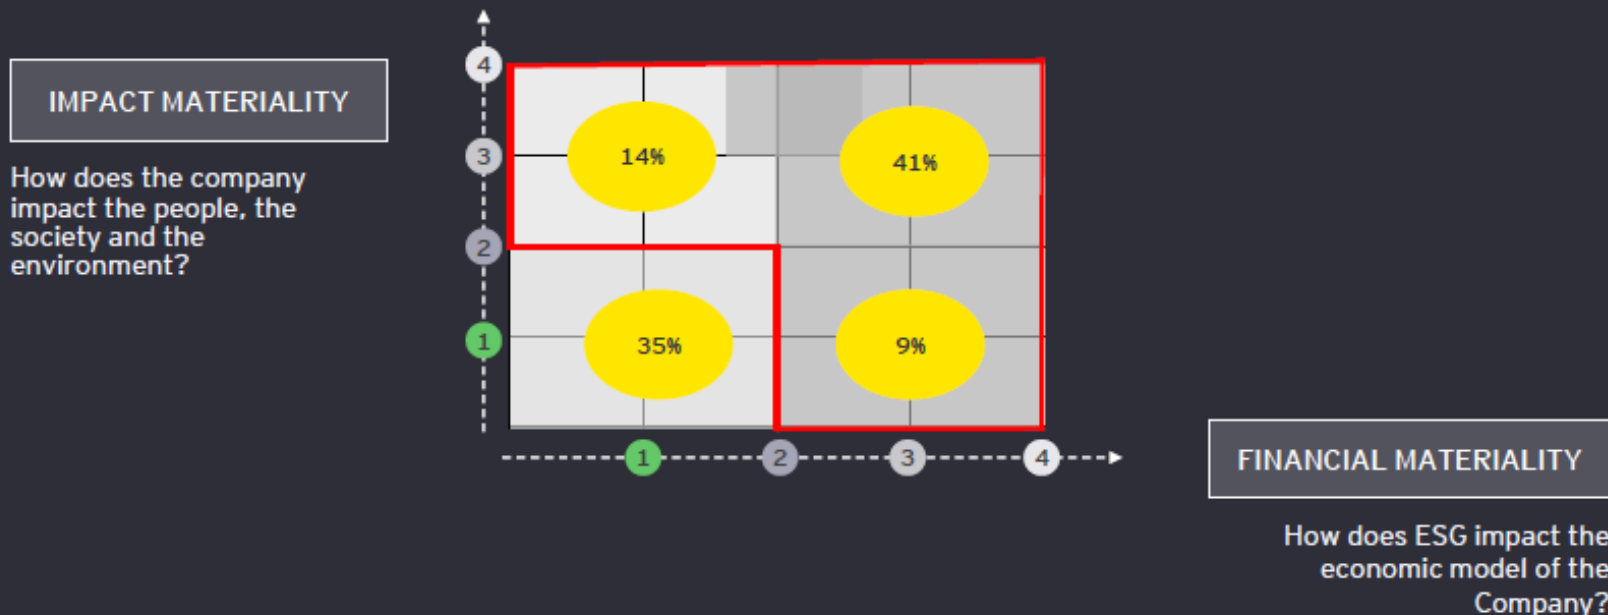 IMPACT MATERIALITY
How does the company
impact the people, the
society and the
environment?
4
3
2
1
14%
41%
35%
9%
1
2
3
4
FINANCIAL MATERIALITY
How does ESG impact the
economic model of the
Company?